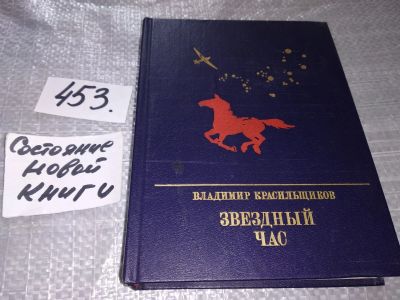 453.
Состояние
новой
книги
ВЛАДИМИР КРАСИЛЬЩИКОВ
ЗВЕЗДНЫЙ
ЧАС